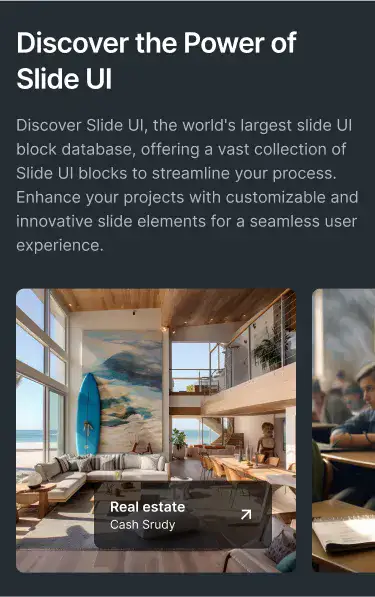 Discover the Power of
Slide UI
Discover Slide UI, the world's largest slide UI
block database, offering a vast collection of
Slide UI blocks to streamline your process.
Enhance your projects with customizable and
innovative slide elements for a seamless user
experience.
Real estate
Cash Srudy